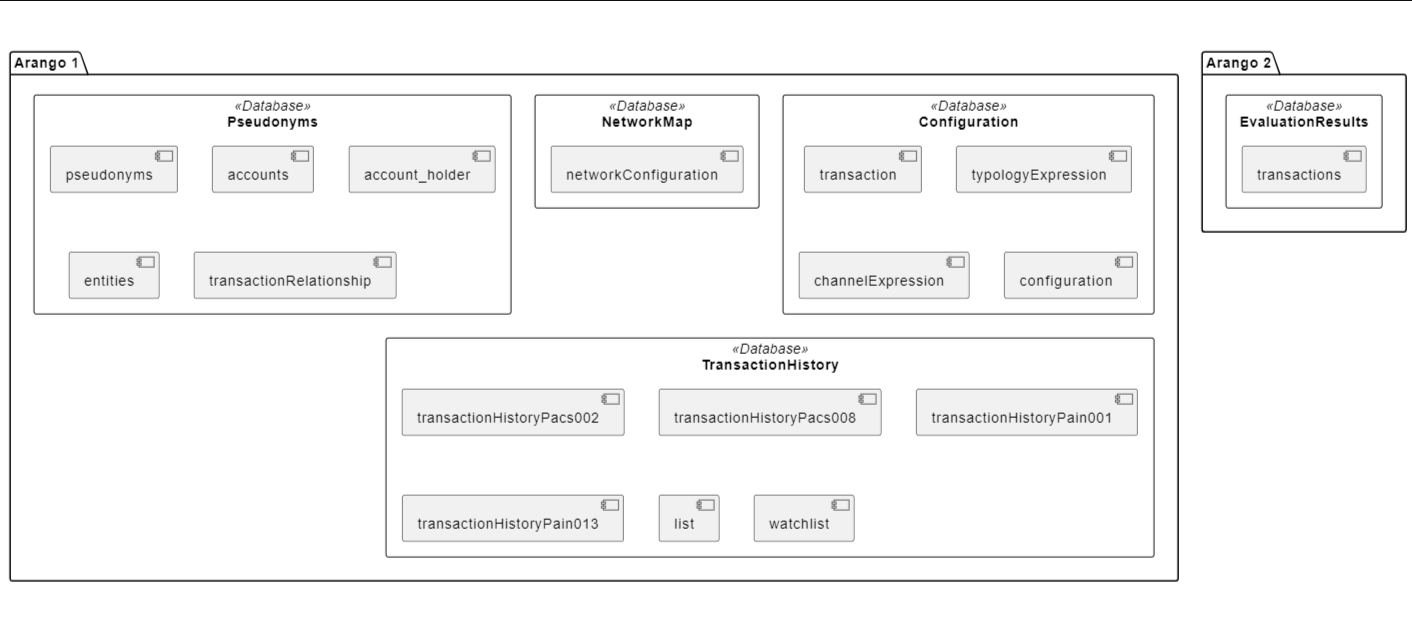 Arango 1
«Database»
Pseudonyms
pseudonyms
accounts
account_holder
entities
transactionRelationship
«Database»
NetworkMap
networkConfiguration
«Database»
Configuration
transaction
typologyExpression
channelExpression
configuration
«Database»
TransactionHistory
transactionHistoryPacs002
transactionHistoryPacs008
transactionHistoryPain001
transactionHistoryPain013
list
watchlist
Arango 2
«Database»
EvaluationResults
transactions